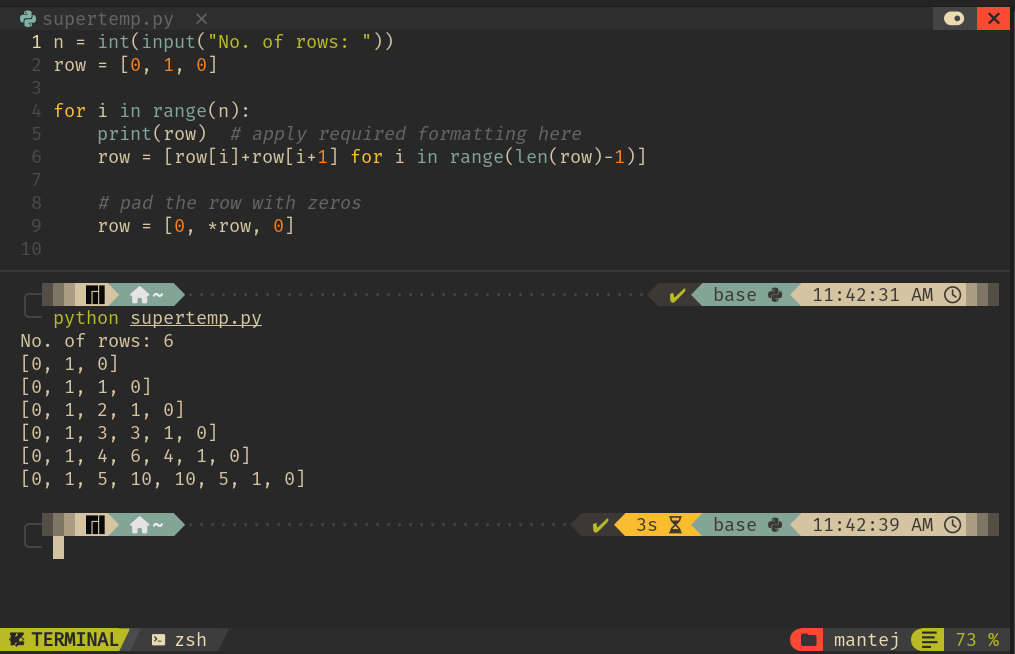 supertemp.py
1 n = int(input("No. of rows: "))
2 row = [0, 1, 0]
3
4 for i in range(n):
5     print(row)  # apply required formatting here
6     row = [row[i]+row[i+1] for i in range(len(row)-1)]
7
8     # pad the row with zeros
9     row = [0, *row, 0]
10
~ ✔ base 11:42:31 AM
python supertemp.py
No. of rows: 6
[0, 1, 0]
[0, 1, 1, 0]
[0, 1, 2, 1, 0]
[0, 1, 3, 3, 1, 0]
[0, 1, 4, 6, 4, 1, 0]
[0, 1, 5, 10, 10, 5, 1, 0]
~ ✔ 3s base 11:42:39 AM
TERMINAL zsh mantej 73 %